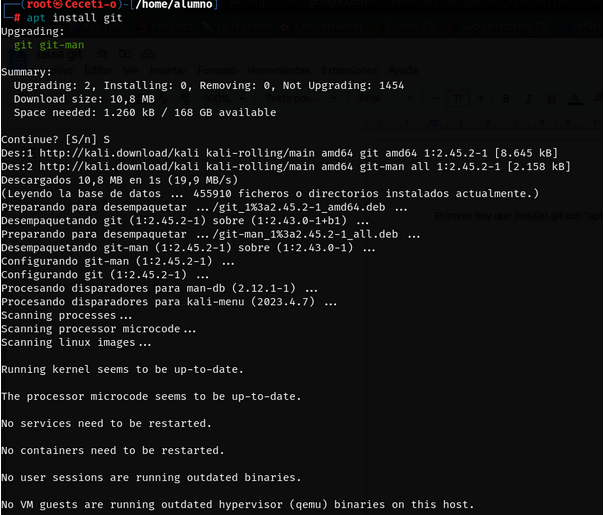 ┌──(root㉿Ceceti-o)-[/home/alumno]
└─# apt install git
Upgrading:
  git git-man

Summary:
  Upgrading: 2, Installing: 0, Removing: 0, Not Upgrading: 1454
  Download size: 10,8 MB
  Space needed: 1.260 kB / 168 GB available

Continue? [S/n] S
Des:1 http://kali.download/kali kali-rolling/main amd64 git amd64 1:2.45.2-1 [8.645 kB]
Des:2 http://kali.download/kali kali-rolling/main amd64 git-man all 1:2.45.2-1 [2.158 kB]
Descargados 10,8 MB en 1s (19,9 MB/s)
(Leyendo la base de datos ... 455910 ficheros o directorios instalados actualmente.)
Preparando para desempaquetar .../git_1%3a2.45.2-1_amd64.deb ...
Desempaquetando git (1:2.45.2-1) sobre (1:2.43.0-1+b1) ...
Preparando para desempaquetar .../git-man_1%3a2.45.2-1_all.deb ...
Desempaquetando git-man (1:2.45.2-1) sobre (1:2.43.0-1) ...
Configurando git-man (1:2.45.2-1) ...
Configurando git (1:2.45.2-1) ...
Procesando disparadores para man-db (2.12.1-1) ...
Procesando disparadores para kali-menu (2023.4.7) ...
Scanning processes...
Scanning processor microcode...
Scanning linux images...

Running kernel seems to be up-to-date.

The processor microcode seems to be up-to-date.

No services need to be restarted.

No containers need to be restarted.

No user sessions are running outdated binaries.

No VM guests are running outdated hypervisor (qemu) binaries on this host.